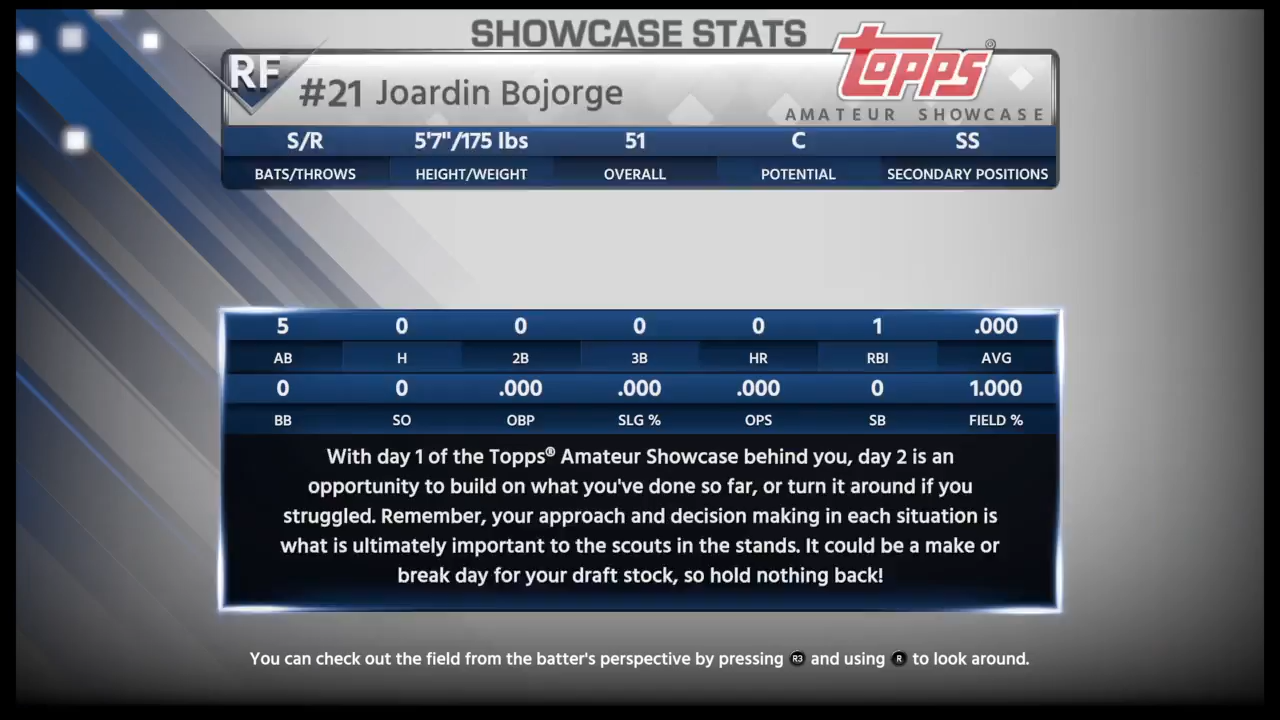 SHOWCASE STATS
RF
#21 Joardin Bojorge
TOPPS ®
AMATEUR SHOWCASE
S/R 5'7"/175 lbs 51 C SS
BATS/THROWS HEIGHT/WEIGHT OVERALL POTENTIAL SECONDARY POSITIONS
5 0 0 0 0 1 .000
AB H 2B 3B HR RBI AVG
0 0 .000 .000 .000 0 1.000
BB SO OBP SLG % OPS SB FIELD %
With day 1 of the Topps® Amateur Showcase behind you, day 2 is an
opportunity to build on what you've done so far, or turn it around if you
struggled. Remember, your approach and decision making in each situation is
what is ultimately important to the scouts in the stands. It could be a make or
break day for your draft stock, so hold nothing back!
You can check out the field from the batter's perspective by pressing R3 and using R to look around.